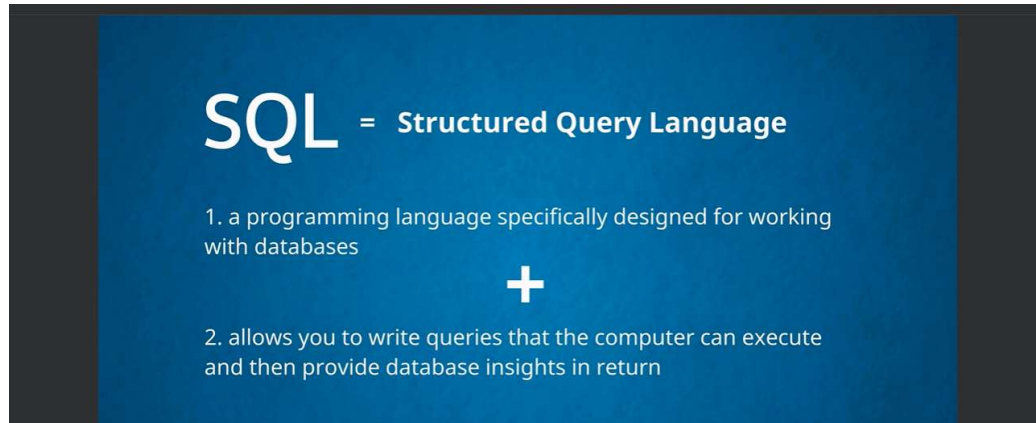 SQL = Structured Query Language
1. a programming language specifically designed for working
with databases
+
2. allows you to write queries that the computer can execute
and then provide database insights in return